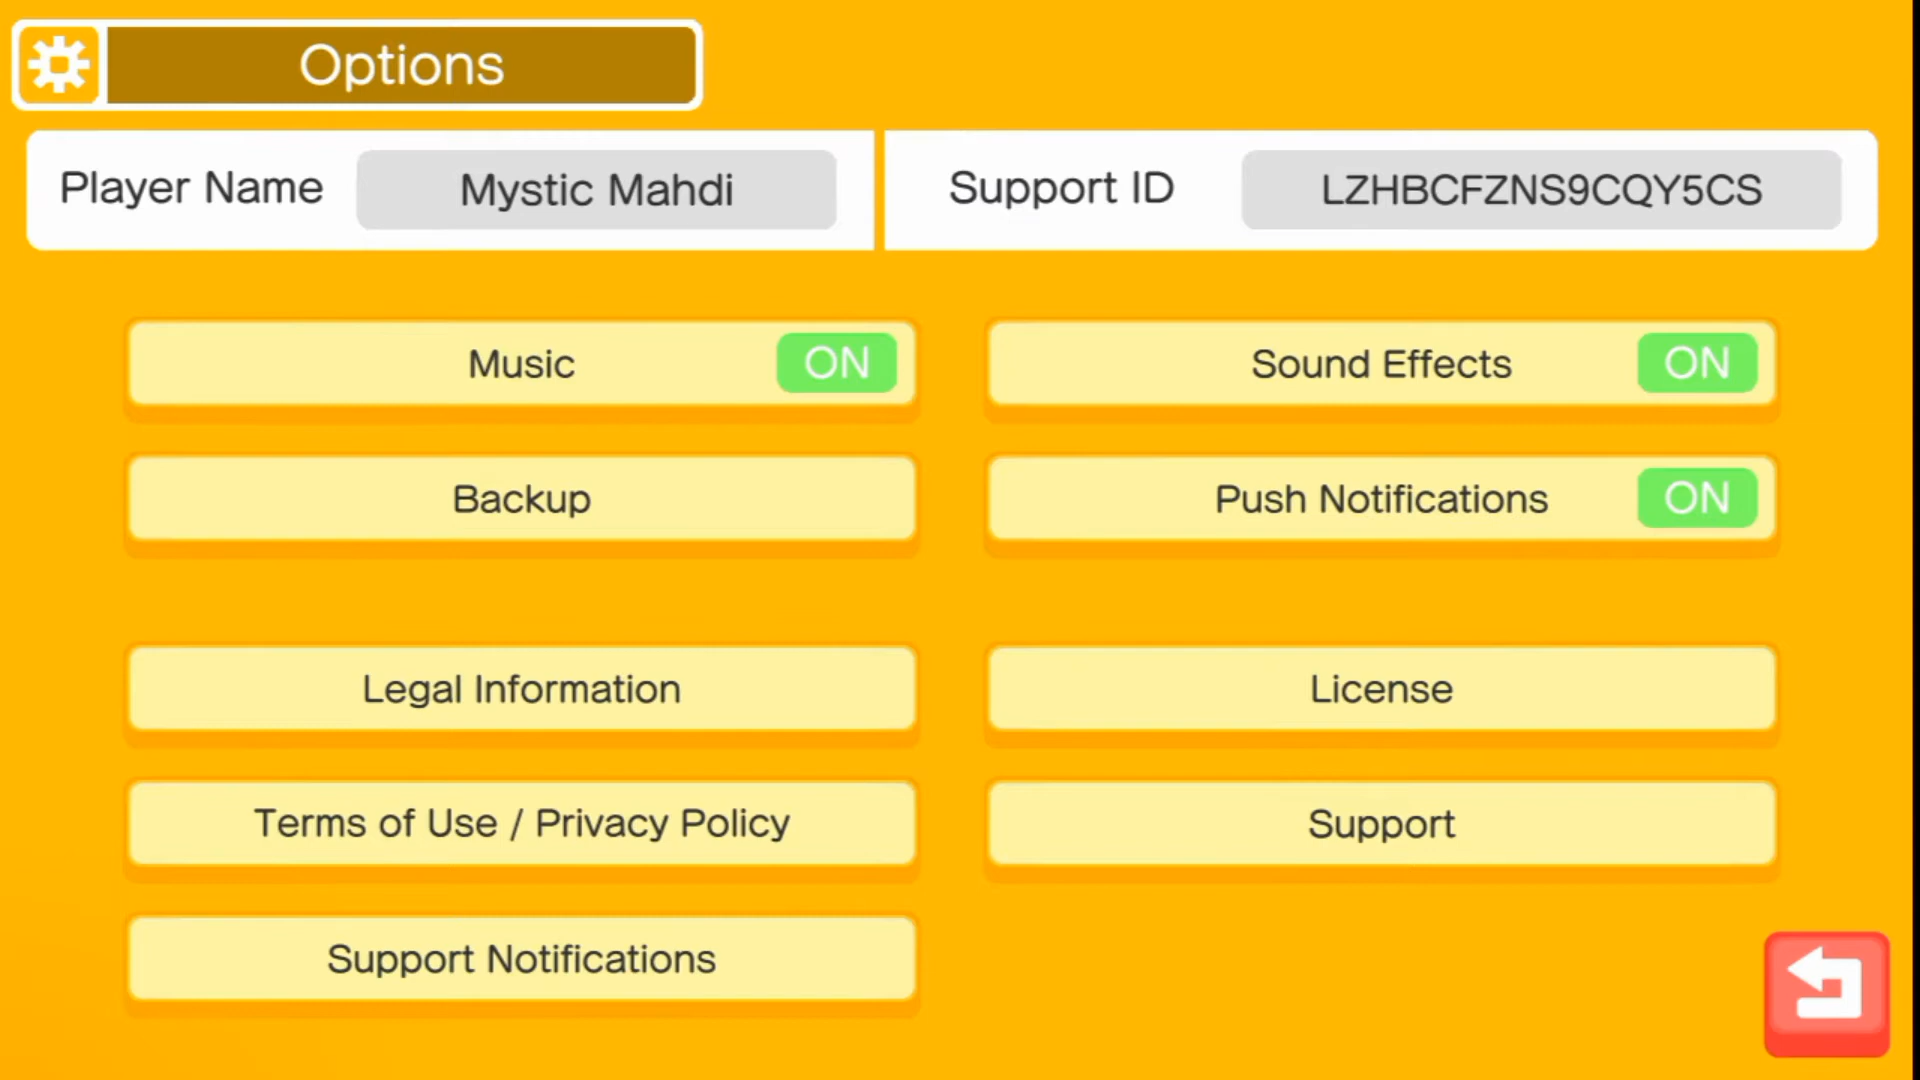 Options
Player Name Mystic Mahdi Support ID LZHBCFZNS9CQY5CS
Music ON Sound Effects ON
Backup Push Notifications ON
Legal Information License
Terms of Use / Privacy Policy Support
Support Notifications